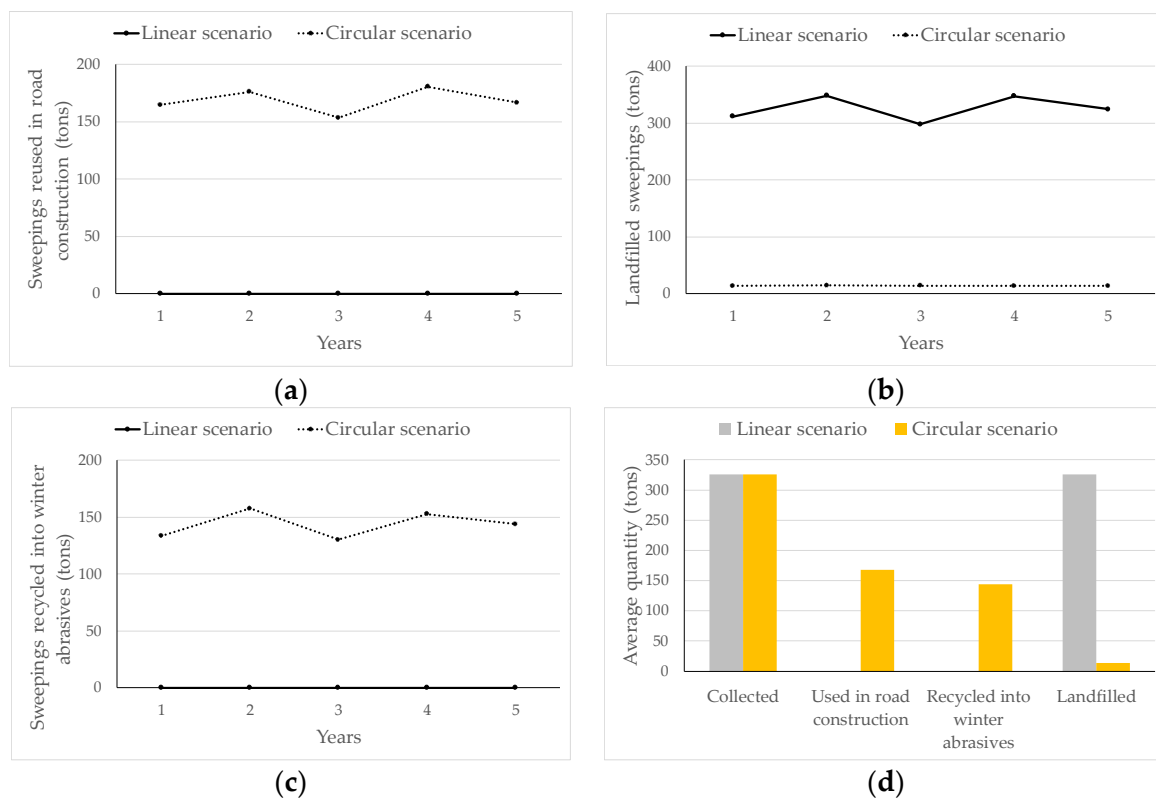 Linear scenario Circular scenario
Sweepings reused in road
construction (tons)
200
150
100
50
0
1 2 3 4 5
Years
(a)
Linear scenario Circular scenario
Landfilled sweepings (tons)
400
300
200
100
0
1 2 3 4 5
Years
(b)
Linear scenario Circular scenario
Sweepings recycled into winter
abrasives (tons)
200
150
100
50
0
1 2 3 4 5
Years
(c)
Linear scenario Circular scenario
Average quantity (tons)
350
300
250
200
150
100
50
0
Collected Used in road Recycled into Landfilled
construction winter
abrasives
(d)